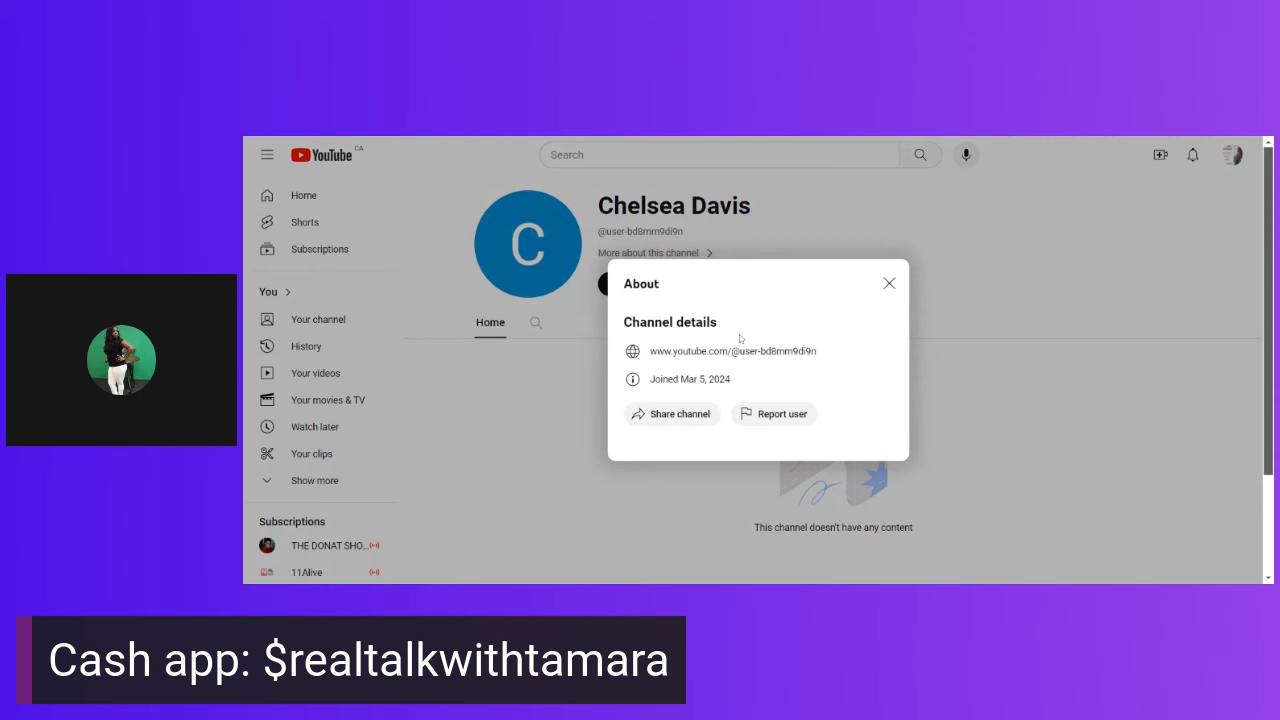 YouTube CA
Search
Home
Shorts
Subscriptions
You
Your channel
History
Your videos
Your movies & TV
Watch later
Your clips
Show more
Subscriptions
THE DONAT SHO...
11Alive
C
Chelsea Davis
@user-bd8mm9di9n
More about this channel
Home
About
Channel details
www.youtube.com/@user-bd8mm9di9n
Joined Mar 5, 2024
Share channel
Report user
This channel doesn't have any content
Cash app: $realtalkwithtamara